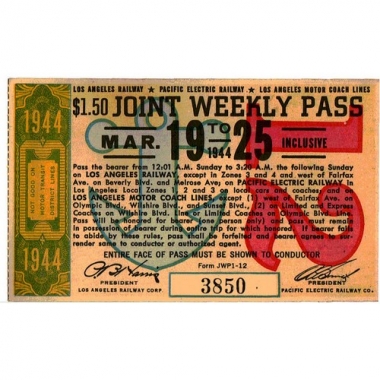 LOS ANGELES RAILWAY ★ PACIFIC ELECTRIC RAILWAY ★ LOS ANGELES MOTOR COACH LINES
$1.50 JOINT WEEKLY PASS
MAR. 19 TO 25
1944 INCLUSIVE
Pass the bearer from 12:01 A.M. Sunday to 3:20 A.M. the following Sunday
on LOS ANGELES RAILWAY, except in Zones 3 and 4 and west of Fairfax
Ave. on Beverly Blvd. and Melrose Ave; on PACIFIC ELECTRIC RAILWAY
in Los Angeles Local Zones 1, 2 and 3 on local cars and coaches; on LOS
ANGELES MOTOR COACH LINES except (1) west of Fairfax Ave. on
Olympic Blvd., Wilshire Blvd., and Sunset Blvd., (2) on Limited and Express
Coaches on Wilshire Blvd. or Limited Coaches on Sunset Blvd. This
Pass will be honored for bearer (one person only) and pass must remain
in possession of bearer during ride for which honored. If bearer fails
to abide by these rules, pass shall be forfeited and bearer agrees to sur-
render same to conductor or authorized agent.
ENTIRE FACE OF PASS MUST BE SHOWN TO CONDUCTOR
Form JWP1-12
PRESIDENT
LOS ANGELES RAILWAY CORP.
3850
PRESIDENT
PACIFIC ELECTRIC RAILWAY
1944
GOOD ON
INTER-TRANSIT
DISTRICT LINES
1944